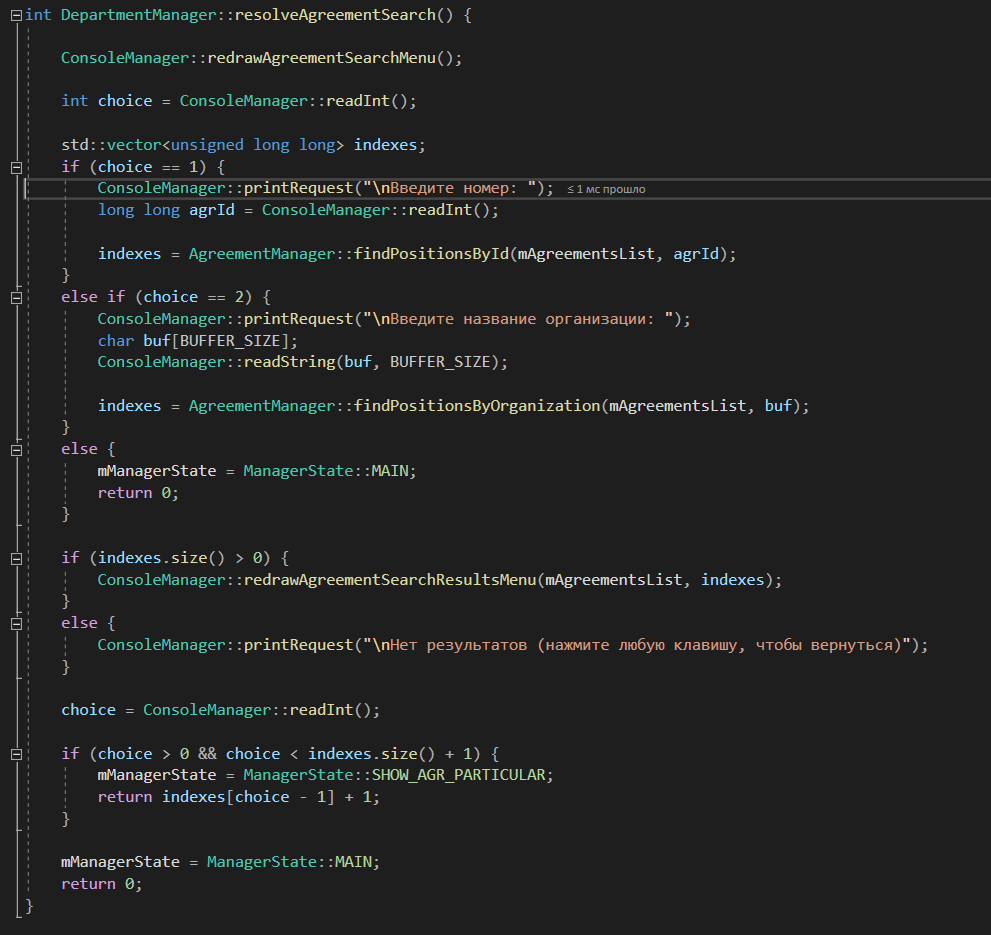 int DepartmentManager::resolveAgreementSearch() {
ConsoleManager::redrawAgreementSearchMenu();
int choice = ConsoleManager::readInt();
std::vector<unsigned long long> indexes;
if (choice == 1) {
ConsoleManager::printRequest("\nВведите номер: "); ≤ 1 мс прошло
long long agrId = ConsoleManager::readInt();
indexes = AgreementManager::findPositionsById(mAgreementsList, agrId);
}
else if (choice == 2) {
ConsoleManager::printRequest("\nВведите название организации: ");
char buf[BUFFER_SIZE];
ConsoleManager::readString(buf, BUFFER_SIZE);
indexes = AgreementManager::findPositionsByOrganization(mAgreementsList, buf);
}
else {
mManagerState = ManagerState::MAIN;
return 0;
}
if (indexes.size() > 0) {
ConsoleManager::redrawAgreementSearchResultsMenu(mAgreementsList, indexes);
}
else {
ConsoleManager::printRequest("\nНет результатов (нажмите любую клавишу, чтобы вернуться)");
}
choice = ConsoleManager::readInt();
if (choice > 0 && choice < indexes.size() + 1) {
mManagerState = ManagerState::SHOW_AGR_PARTICULAR;
return indexes[choice - 1] + 1;
}
mManagerState = ManagerState::MAIN;
return 0;
}